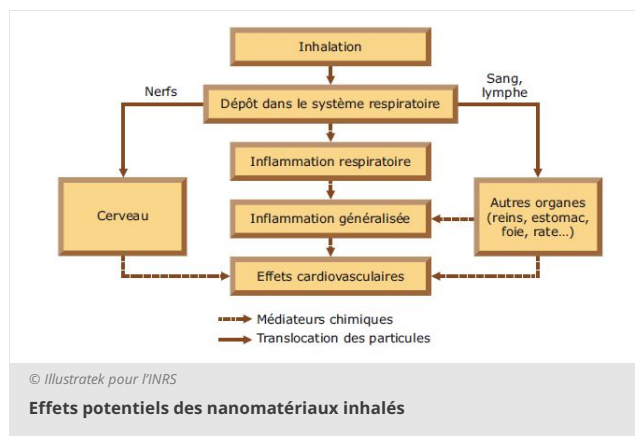 Inhalation
Nerfs
Sang,
lymphe
Dépôt dans le système respiratoire
Inflammation respiratoire
Cerveau
Inflammation généralisée
Autres organes
(reins, estomac,
foie, rate...)
Effets cardiovasculaires
Médiateurs chimiques
Translocation des particules
© Illustratek pour l'INRS
Effets potentiels des nanomatériaux inhalés